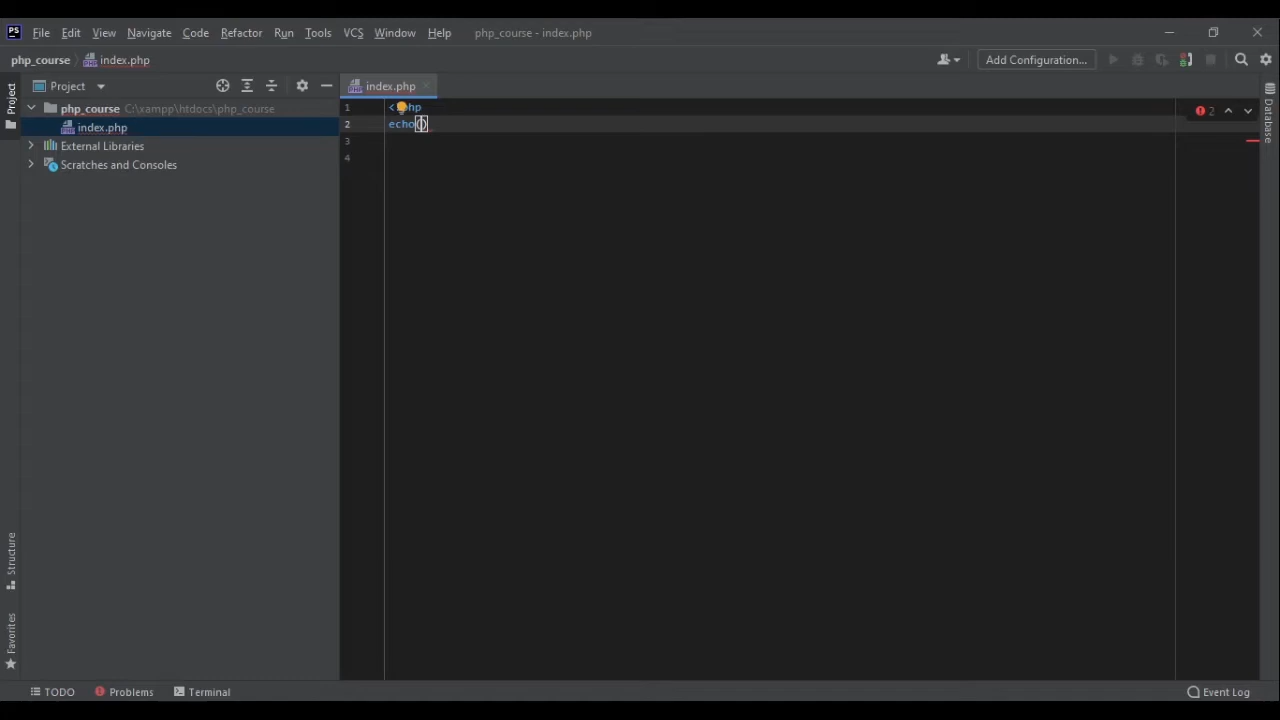 PS File Edit View Navigate Code Refactor Run Tools VCS Window Help php_course - index.php
php_course index.php Add Configuration...
Project index.php
php_course C:\xampp\htdocs\php_course
index.php
External Libraries
Scratches and Consoles
1 <?php
2 echo()
3
4
2
Project
Structure
Favorites
Database
TODO Problems Terminal Event Log